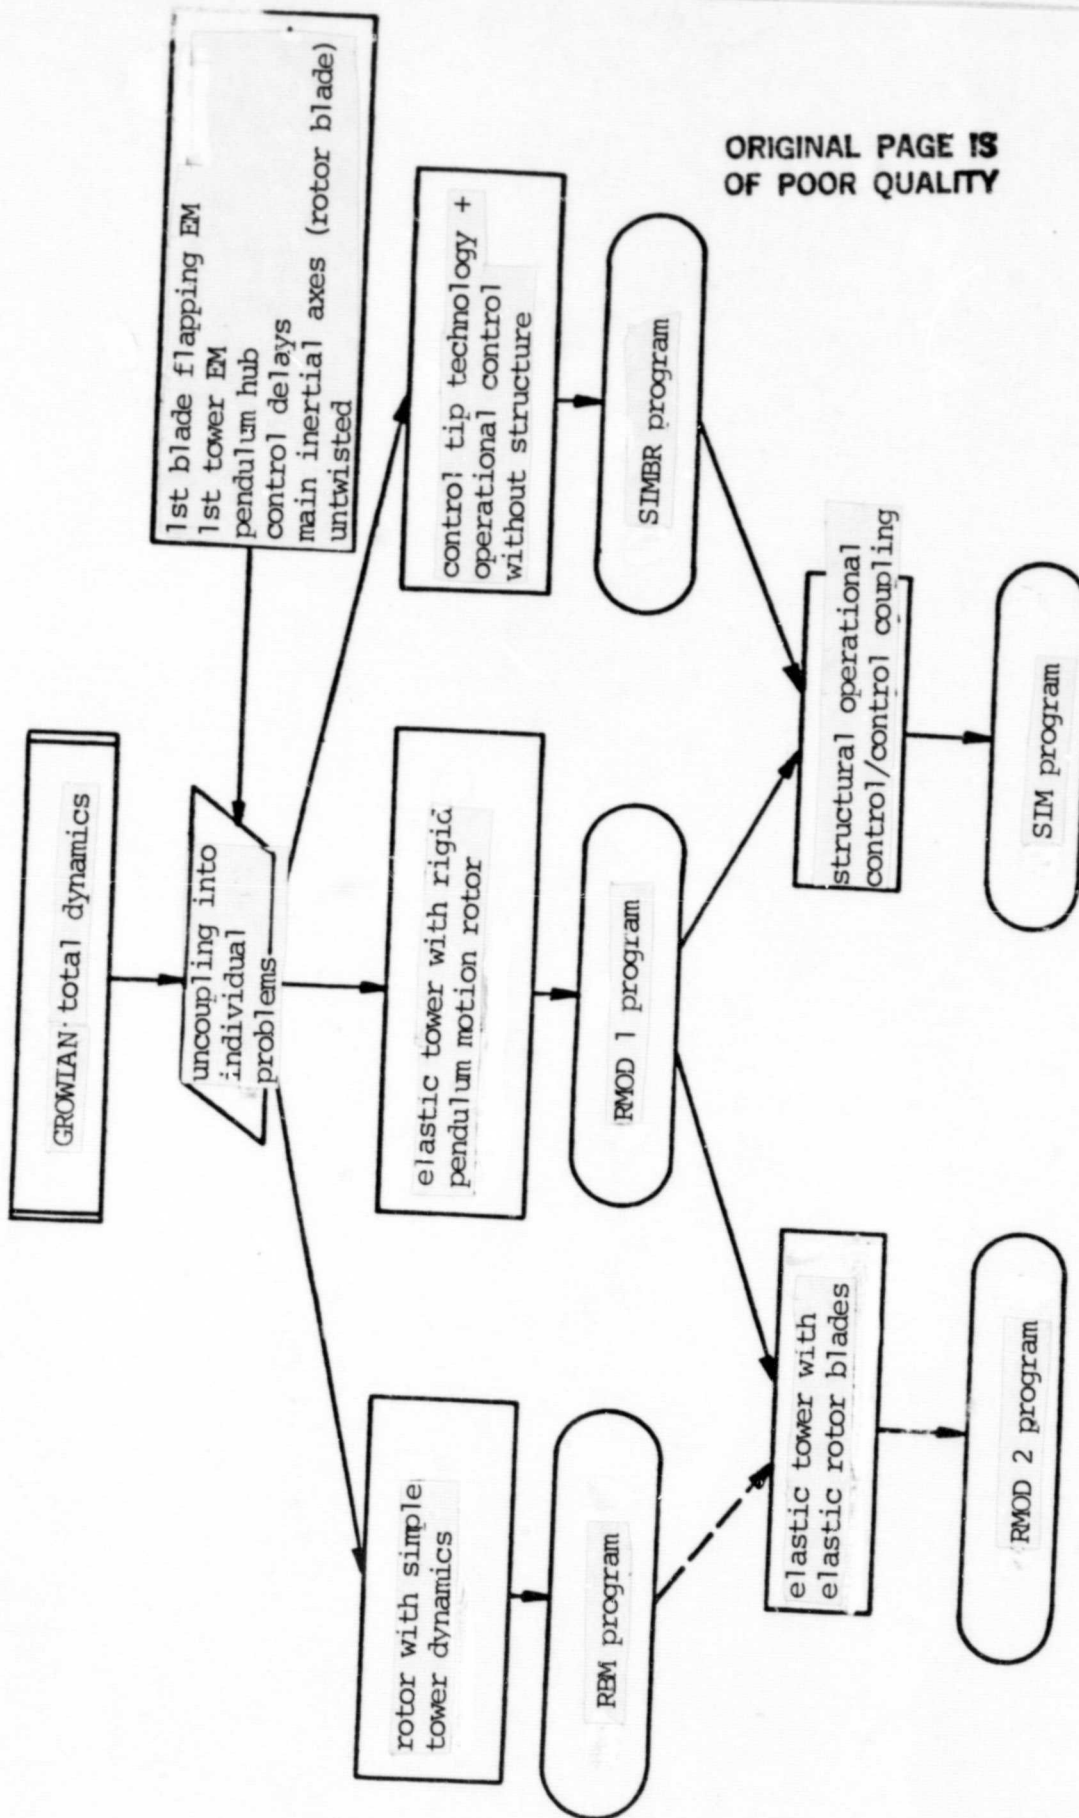 ORIGINAL PAGE IS
OF POOR QUALITY
GROWIAN total dynamics
1st blade flapping EM
1st tower EM
pendulum hub
control delays
main inertial axes (rotor blade)
untwisted
uncoupling into
individual
problems
rotor with simple
tower dynamics
elastic tower with rigid
pendulum motion rotor
control tip technology +
operational control
without structure
RBM program
RMOD 1 program
SIMBR program
elastic tower with
elastic rotor blades
structural operational
control/control coupling
RMOD 2 program
SIM program